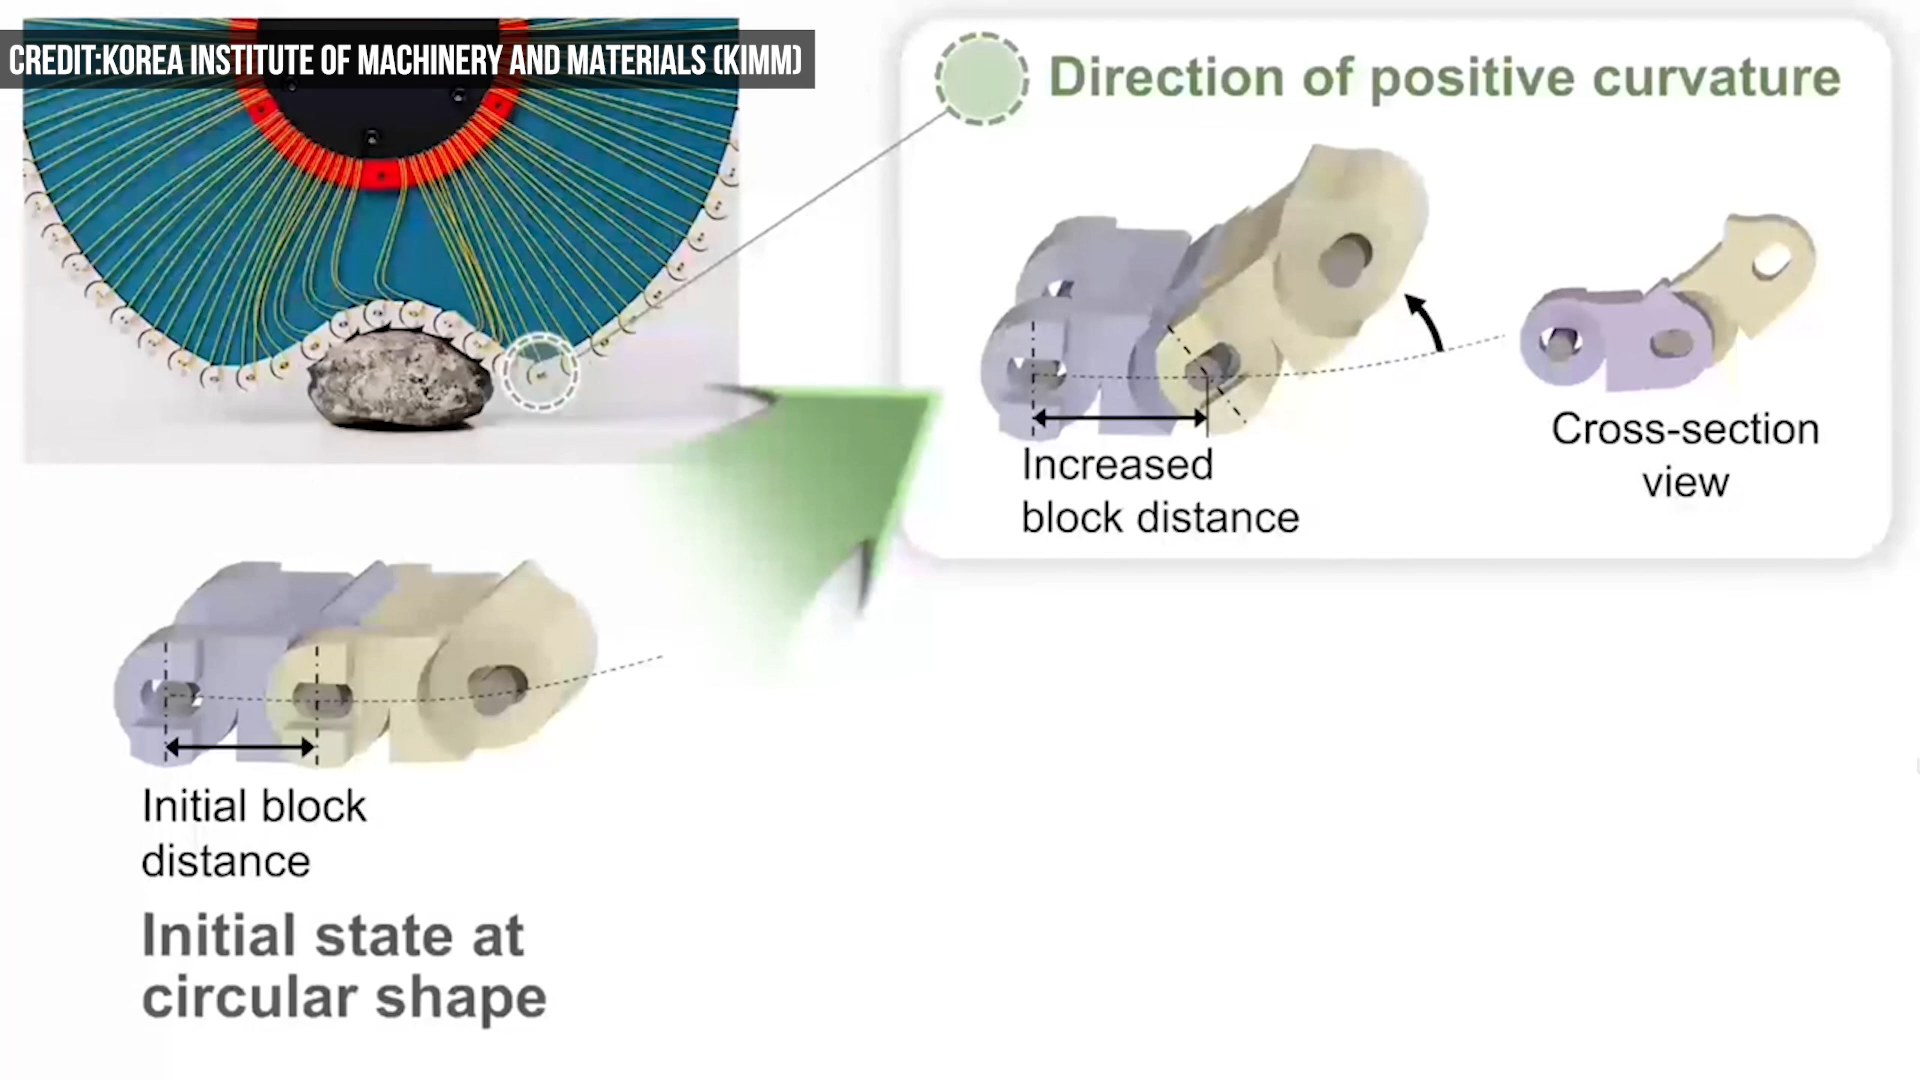 CREDIT:KOREA INSTITUTE OF MACHINERY AND MATERIALS (KIMM)
Direction of positive curvature
Increased
block distance
Cross-section
view
Initial block
distance
Initial state at
circular shape